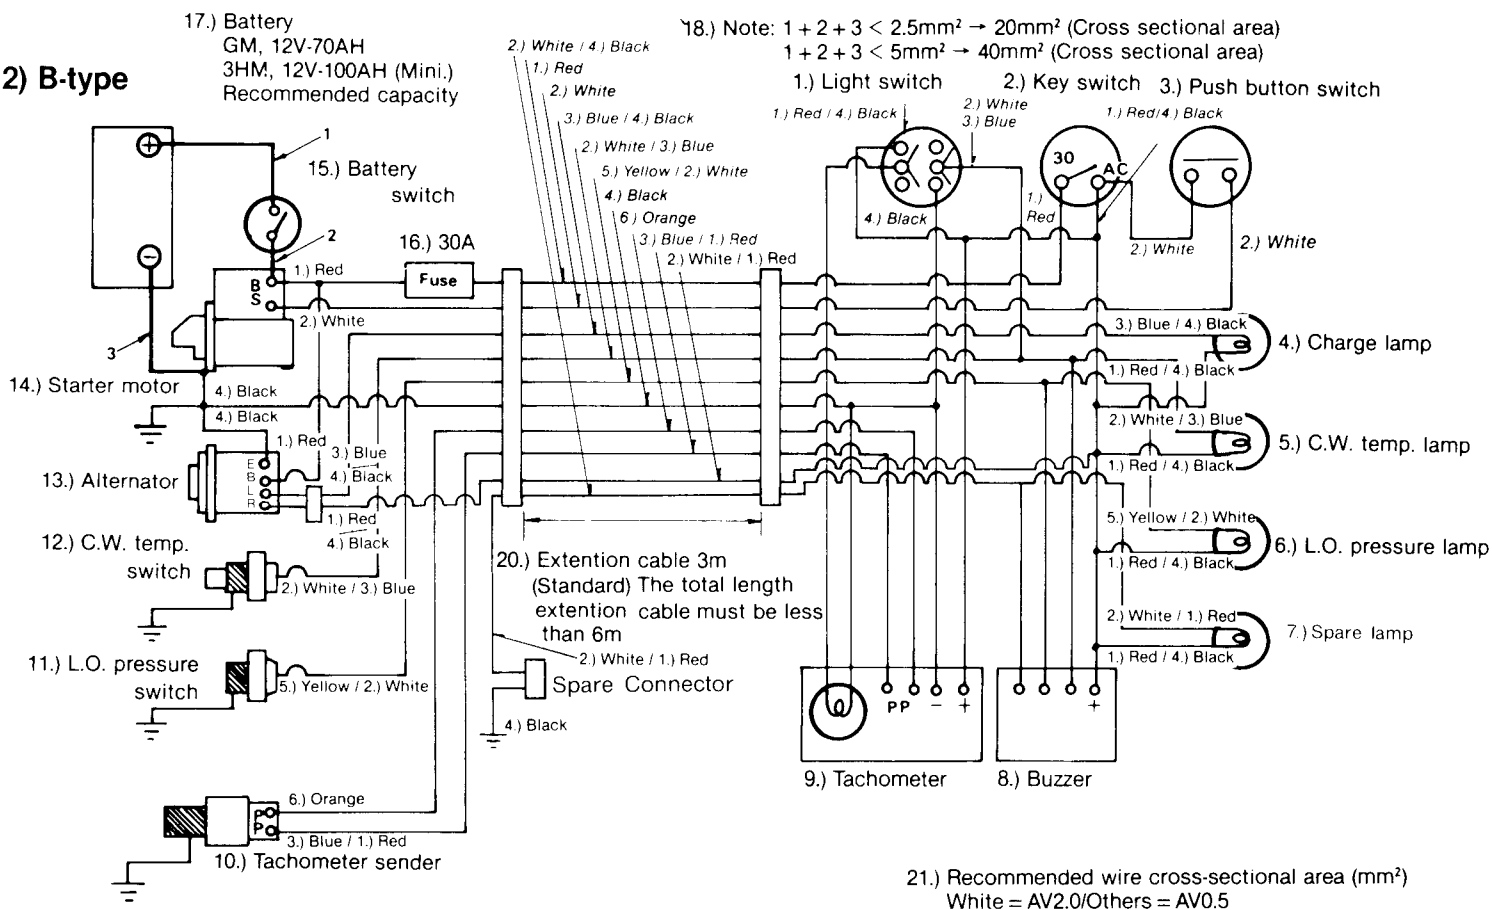 17.) Battery
GM, 12V-70AH
3HM, 12V-100AH (Mini.)
Recommended capacity
2) B-type
18.) Note: 1 + 2 + 3 < 2.5mm² → 20mm² (Cross sectional area)
1 + 2 + 3 < 5mm² → 40mm² (Cross sectional area)
1.) Light switch
2.) Key switch
3.) Push button switch
2.) White / 4.) Black
1.) Red
2.) White
3.) Blue / 4.) Black
2.) White / 3.) Blue
5.) Yellow / 2.) White
4.) Black
6.) Orange
3.) Blue / 1.) Red
2.) White / 1.) Red
1.) Red / 4.) Black
2.) White
3.) Blue
1.) Red/4.) Black
30
AC
1
15.) Battery
switch
16.) 30A
Fuse
2
1.) Red
B
S
2.) White
3
4.) Black
1.)
Red
2.) White
2.) White
14.) Starter motor
4.) Black
4.) Black
3.) Blue / 4.) Black
4.) Charge lamp
1.) Red / 4.) Black
13.) Alternator
1.) Red
E
B
L
R
3.) Blue
4.) Black
1.) Red
4.) Black
2.) White / 3.) Blue
5.) C.W. temp. lamp
1.) Red / 4.) Black
12.) C.W. temp.
switch
2.) White / 3.) Blue
20.) Extention cable 3m
(Standard) The total length
extention cable must be less
than 6m
5.) Yellow / 2.) White
6.) L.O. pressure lamp
1.) Red / 4.) Black
11.) L.O. pressure
switch
5.) Yellow / 2.) White
2.) White / 1.) Red
Spare Connector
4.) Black
2.) White / 1.) Red
7.) Spare lamp
1.) Red / 4.) Black
P P − +
+
9.) Tachometer
8.) Buzzer
6.) Orange
P
P
3.) Blue / 1.) Red
10.) Tachometer sender
21.) Recommended wire cross-sectional area (mm²)
White = AV2.0/Others = AV0.5